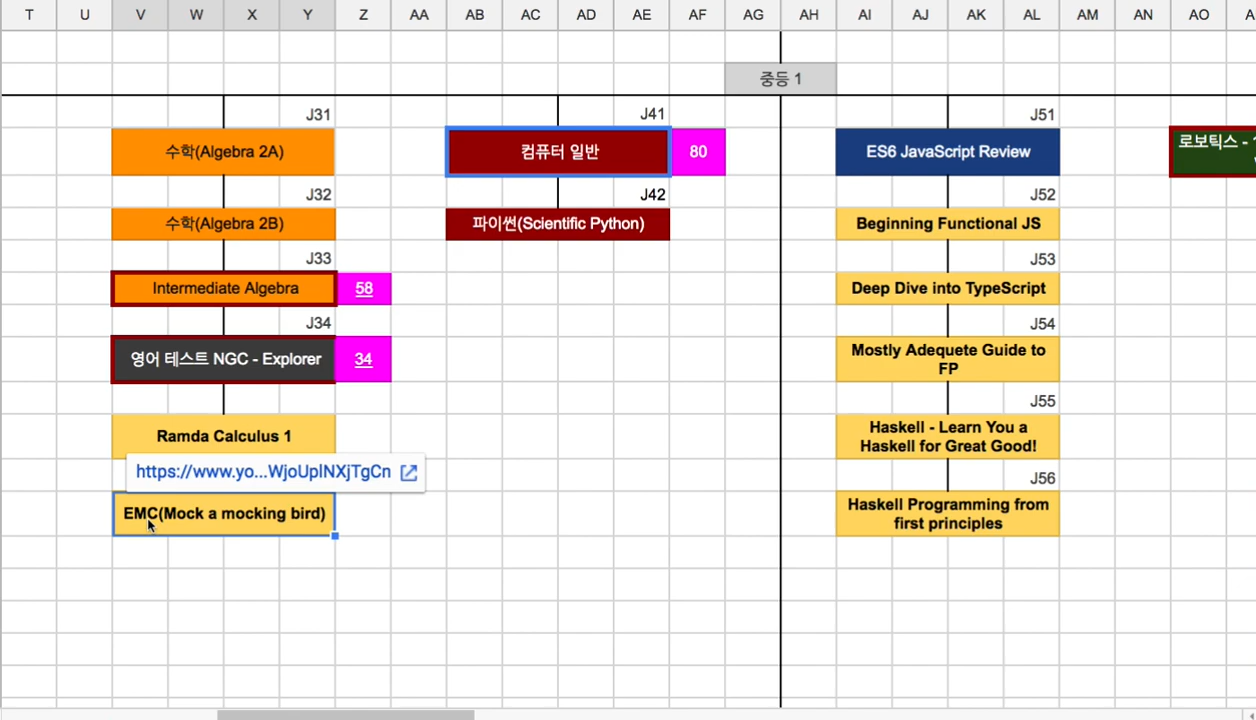 T U V W X Y Z AA AB AC AD AE AF AG AH AI AJ AK AL AM AN AO
중등 1
J31 J41 J51
수학(Algebra 2A) 컴퓨터 일반 80 ES6 JavaScript Review 로보틱스 -
J32 J42 J52
수학(Algebra 2B) 파이썬(Scientific Python) Beginning Functional JS
J33 J53
Intermediate Algebra 58 Deep Dive into TypeScript
J34 J54
영어 테스트 NGC - Explorer 34 Mostly Adequete Guide to
FP
J55
Ramda Calculus 1 Haskell - Learn You a
Haskell for Great Good!
https://www.yo...WjoUplNXjTgCn J56
EMC(Mock a mocking bird) Haskell Programming from
first principles